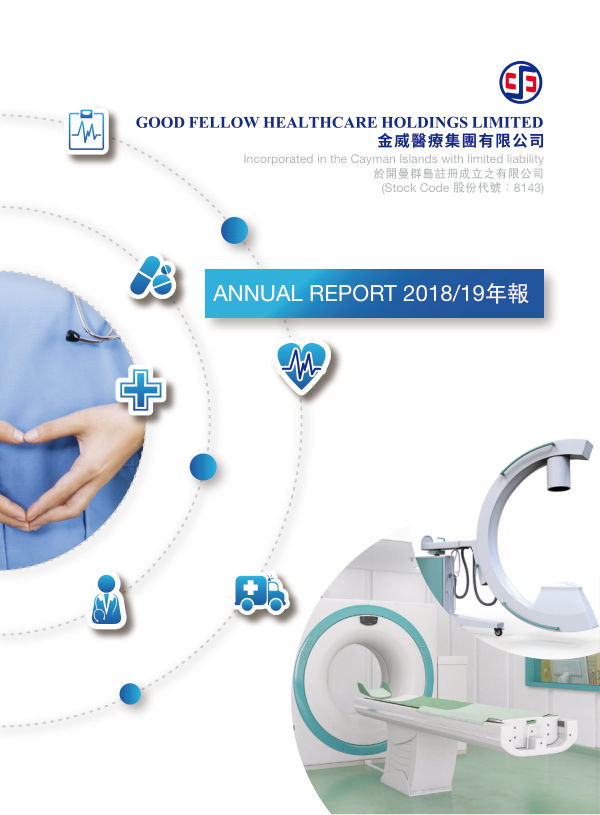 GOOD FELLOW HEALTHCARE HOLDINGS LIMITED
金威醫療集團有限公司
Incorporated in the Cayman Islands with limited liability
於開曼群島註冊成立之有限公司
(Stock Code 股份代號：8143)
ANNUAL REPORT 2018/19年報